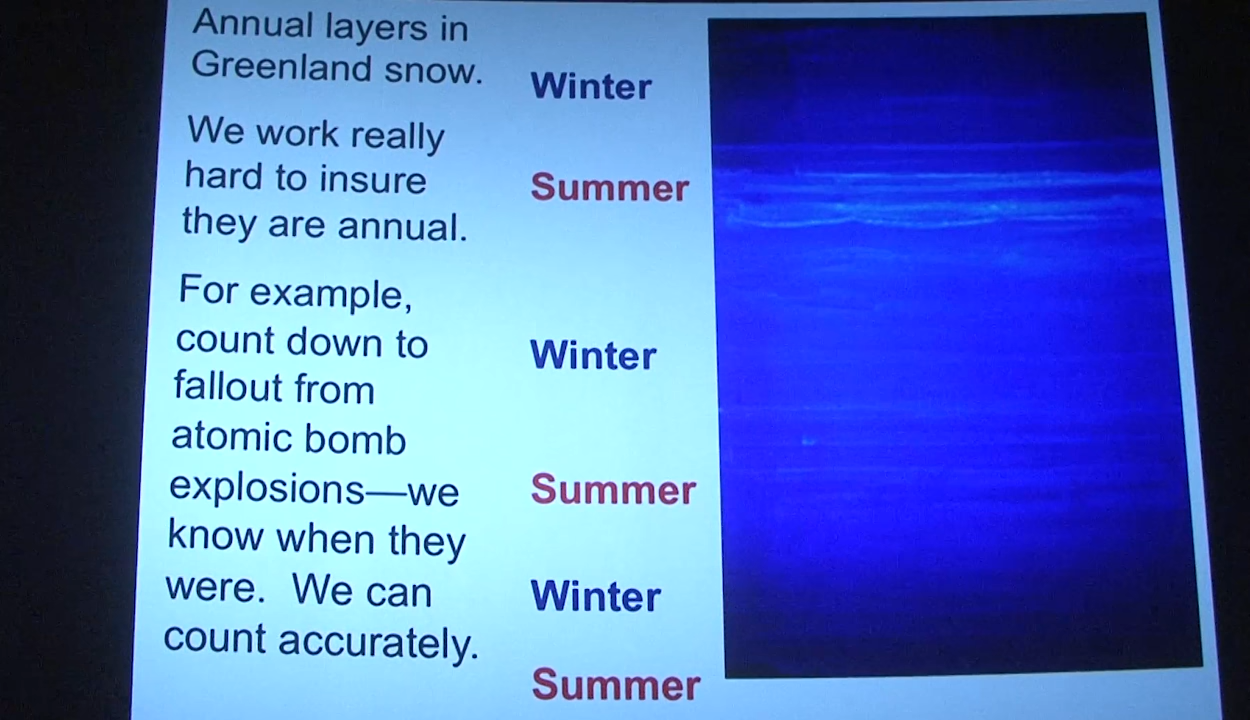 Annual layers in
Greenland snow.
We work really
hard to insure
they are annual.
For example,
count down to
fallout from
atomic bomb
explosions—we
know when they
were. We can
count accurately.
Winter
Summer
Winter
Summer
Winter
Summer